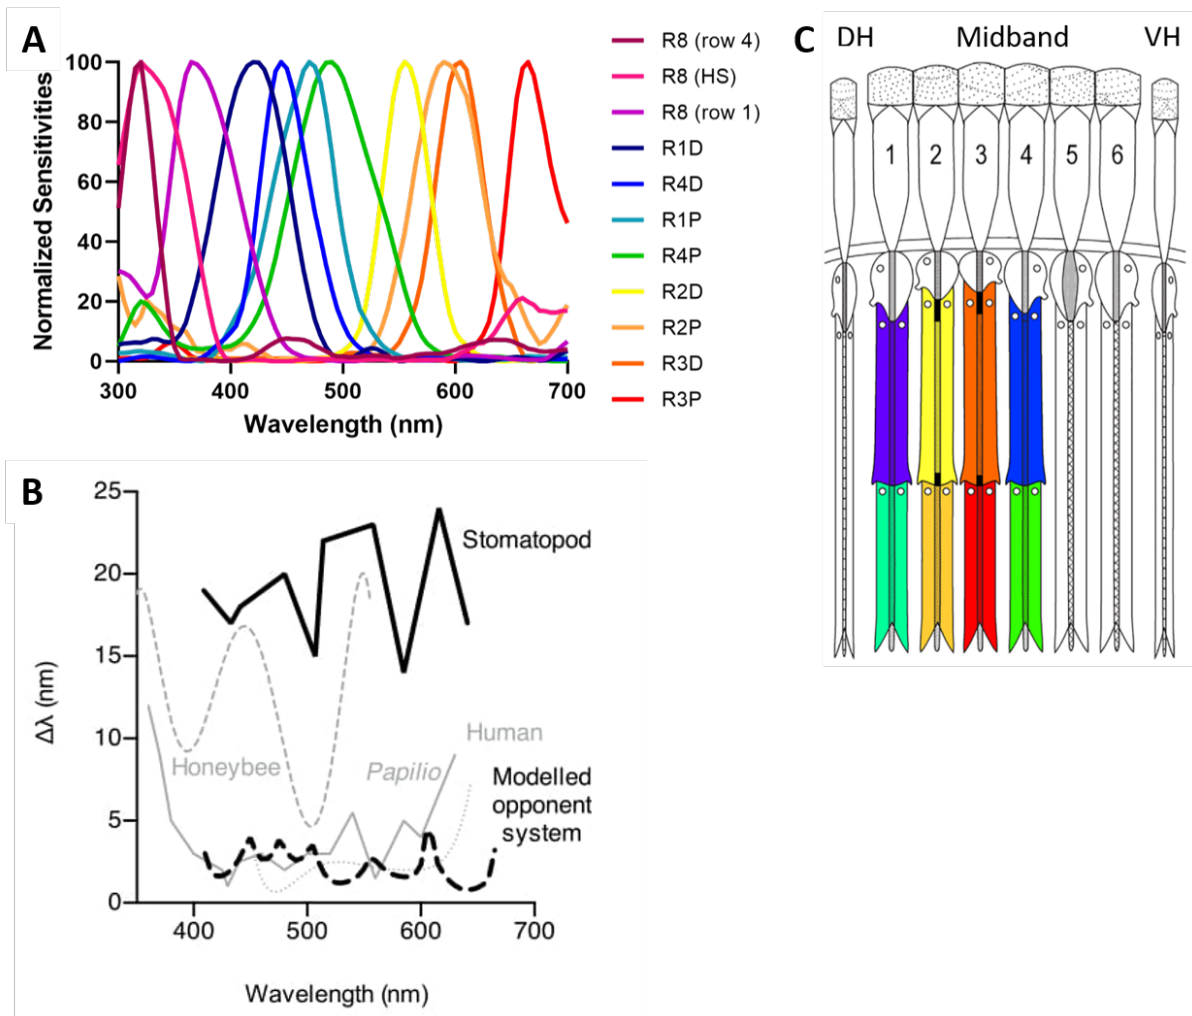 A
Normalized Sensitivities
100
80
60
40
20
0
300
400
500
600
700
Wavelength (nm)
R8 (row 4)
R8 (HS)
R8 (row 1)
R1D
R4D
R1P
R4P
R2D
R2P
R3D
R3P
C
DH
Midband
VH
1
2
3
4
5
6
B
Δλ (nm)
25
20
15
10
5
0
400
500
600
700
Wavelength (nm)
Stomatopod
Honeybee
Papilio
Human
Modelled
opponent
system